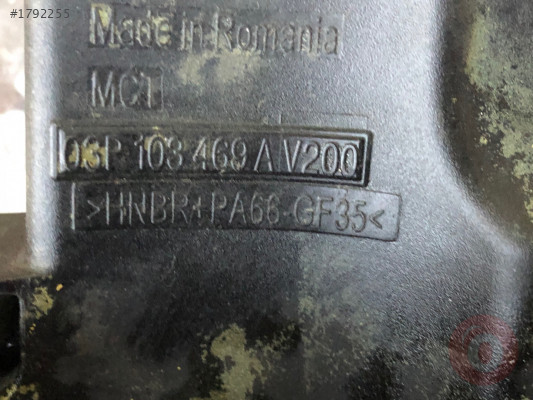 #1792255
Made in Romania
MCT
03P 103 469 A V200
>HNBR+PA66-GF35<